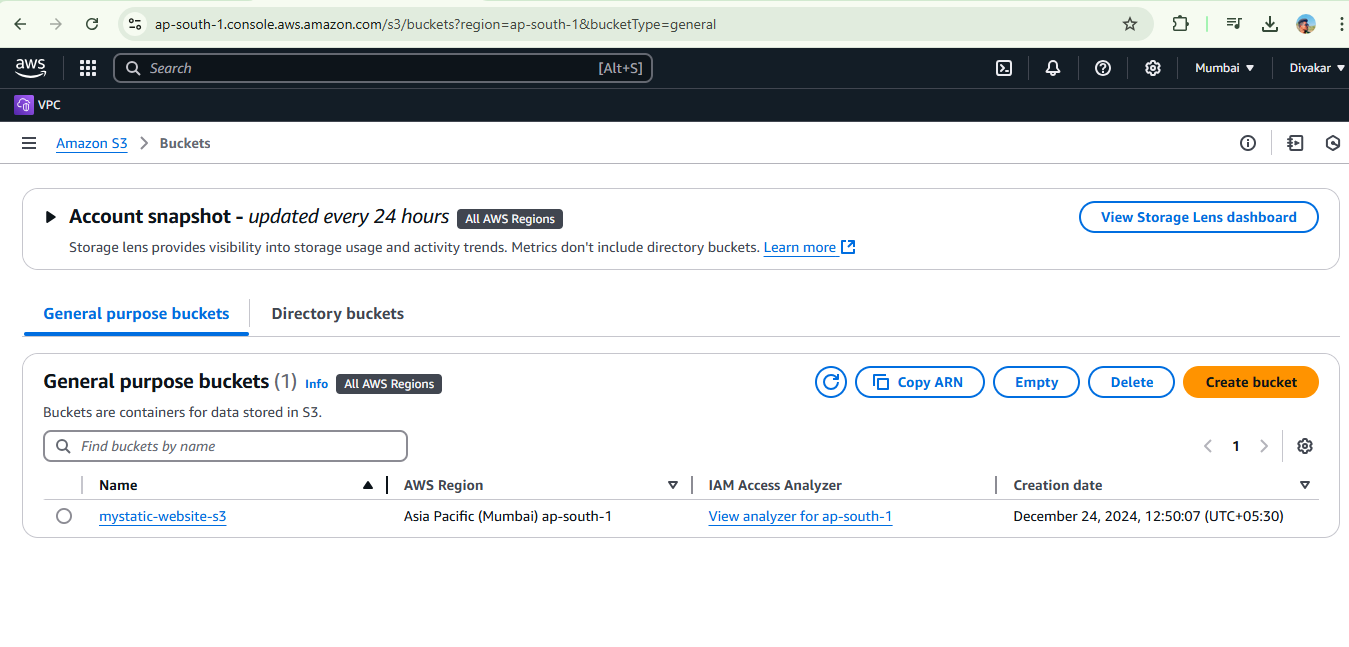 ap-south-1.console.aws.amazon.com/s3/buckets?region=ap-south-1&bucketType=general
aws Search [Alt+S] Mumbai Divakar
VPC
Amazon S3 Buckets
Account snapshot - updated every 24 hours All AWS Regions View Storage Lens dashboard
Storage lens provides visibility into storage usage and activity trends. Metrics don't include directory buckets. Learn more
General purpose buckets Directory buckets
General purpose buckets (1) Info All AWS Regions Copy ARN Empty Delete Create bucket
Buckets are containers for data stored in S3.
Find buckets by name 1
Name AWS Region IAM Access Analyzer Creation date
mystatic-website-s3 Asia Pacific (Mumbai) ap-south-1 View analyzer for ap-south-1 December 24, 2024, 12:50:07 (UTC+05:30)